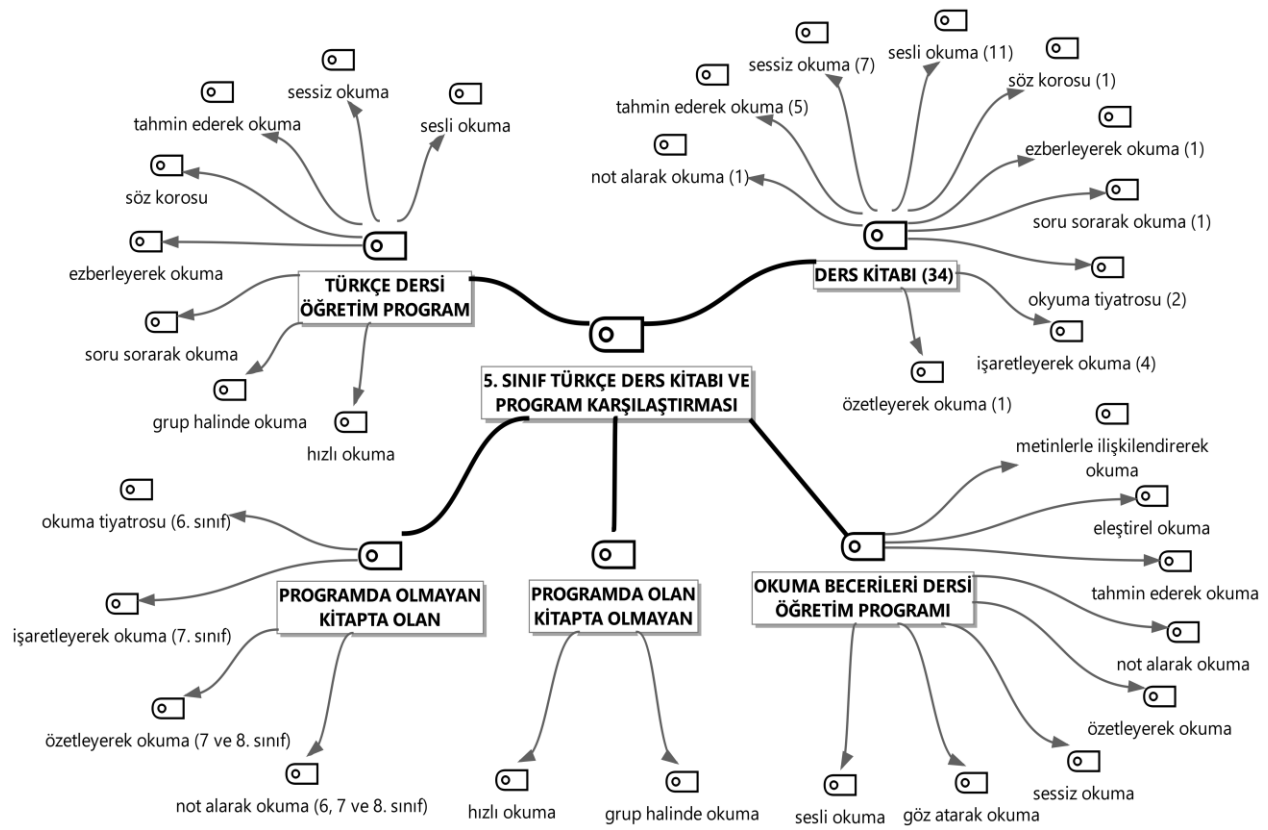 sessiz okuma
tahmin ederek okuma
sesli okuma
söz korosu
ezberleyerek okuma
TÜRKÇE DERSİ
ÖĞRETİM PROGRAM
soru sorarak okuma
grup halinde okuma
hızlı okuma
sesli okuma (11)
sessiz okuma (7)
söz korosu (1)
tahmin ederek okuma (5)
ezberleyerek okuma (1)
not alarak okuma (1)
soru sorarak okuma (1)
DERS KİTABI (34)
okyuma tiyatrosu (2)
işaretleyerek okuma (4)
özetleyerek okuma (1)
5. SINIF TÜRKÇE DERS KİTABI VE
PROGRAM KARŞILAŞTIRMASI
okuma tiyatrosu (6. sınıf)
PROGRAMDA OLMAYAN
KİTAPTA OLAN
işaretleyerek okuma (7. sınıf)
özetleyerek okuma (7 ve 8. sınıf)
not alarak okuma (6, 7 ve 8. sınıf)
PROGRAMDA OLAN
KİTAPTA OLMAYAN
hızlı okuma
grup halinde okuma
metinlerle ilişkilendirerek
okuma
eleştirel okuma
OKUMA BECERİLERİ DERSİ
ÖĞRETİM PROGRAMI
tahmin ederek okuma
not alarak okuma
özetleyerek okuma
sessiz okuma
göz atarak okuma
sesli okuma